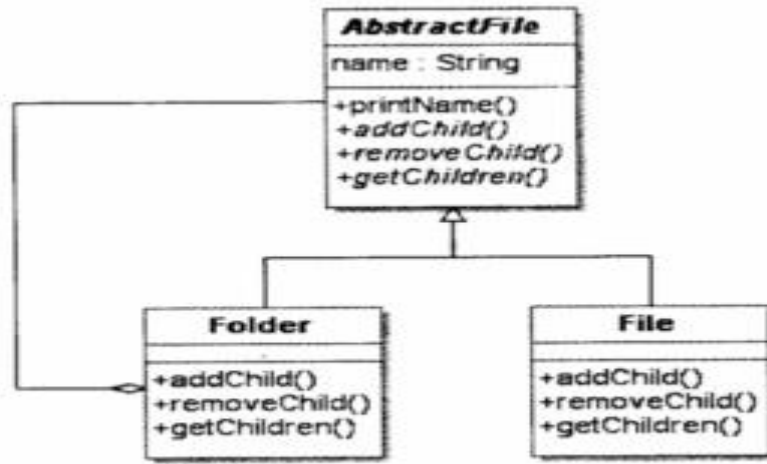 AbstractFile
name : String
+printName()
+addChild()
+removeChild()
+getChildren()
Folder
+addChild()
+removeChild()
+getChildren()
File
+addChild()
+removeChild()
+getChildren()